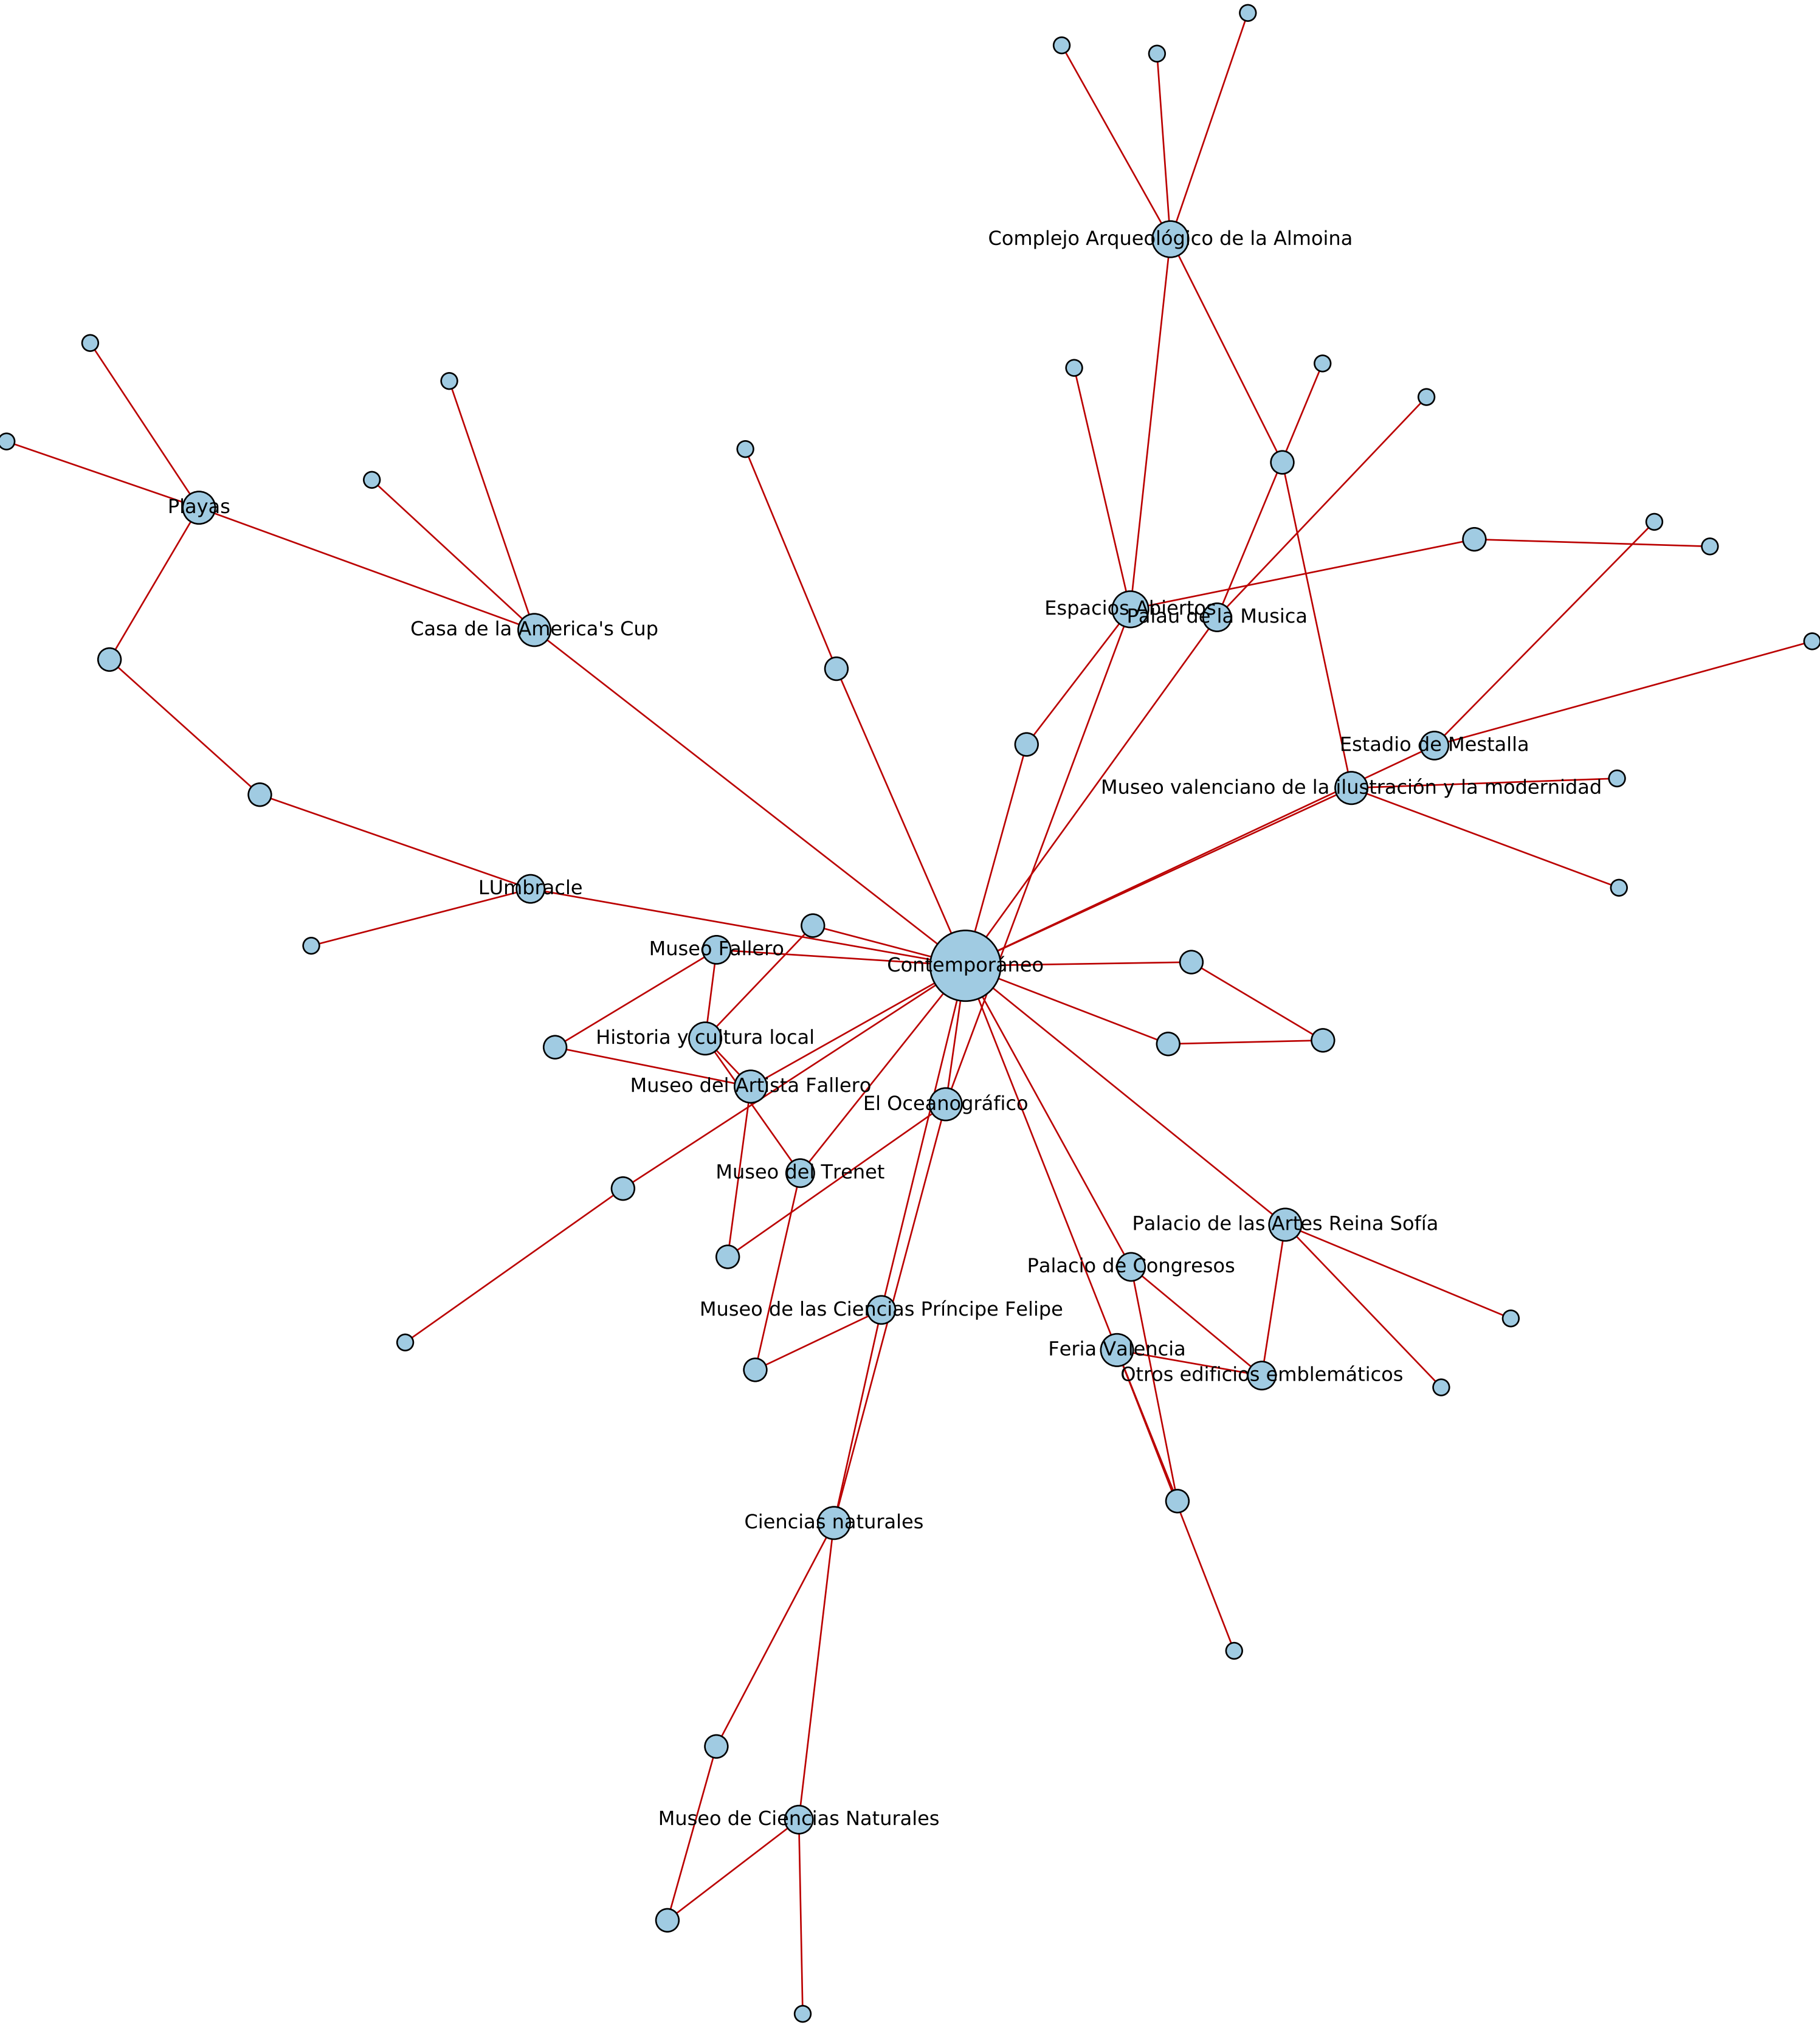 Complejo Arqueológico de la Almoina
Playas
Espacios Abiertos
Palau de la Musica
Casa de la America's Cup
Estadio de Mestalla
Museo valenciano de la ilustración y la modernidad
LUmbracle
Museo Fallero
Contemporáneo
Historia y cultura local
Museo del Artista Fallero
El Oceanográfico
Museo del Trenet
Palacio de las Artes Reina Sofía
Palacio de Congresos
Museo de las Ciencias Príncipe Felipe
Feria Valencia
Otros edificios emblemáticos
Ciencias naturales
Museo de Ciencias Naturales